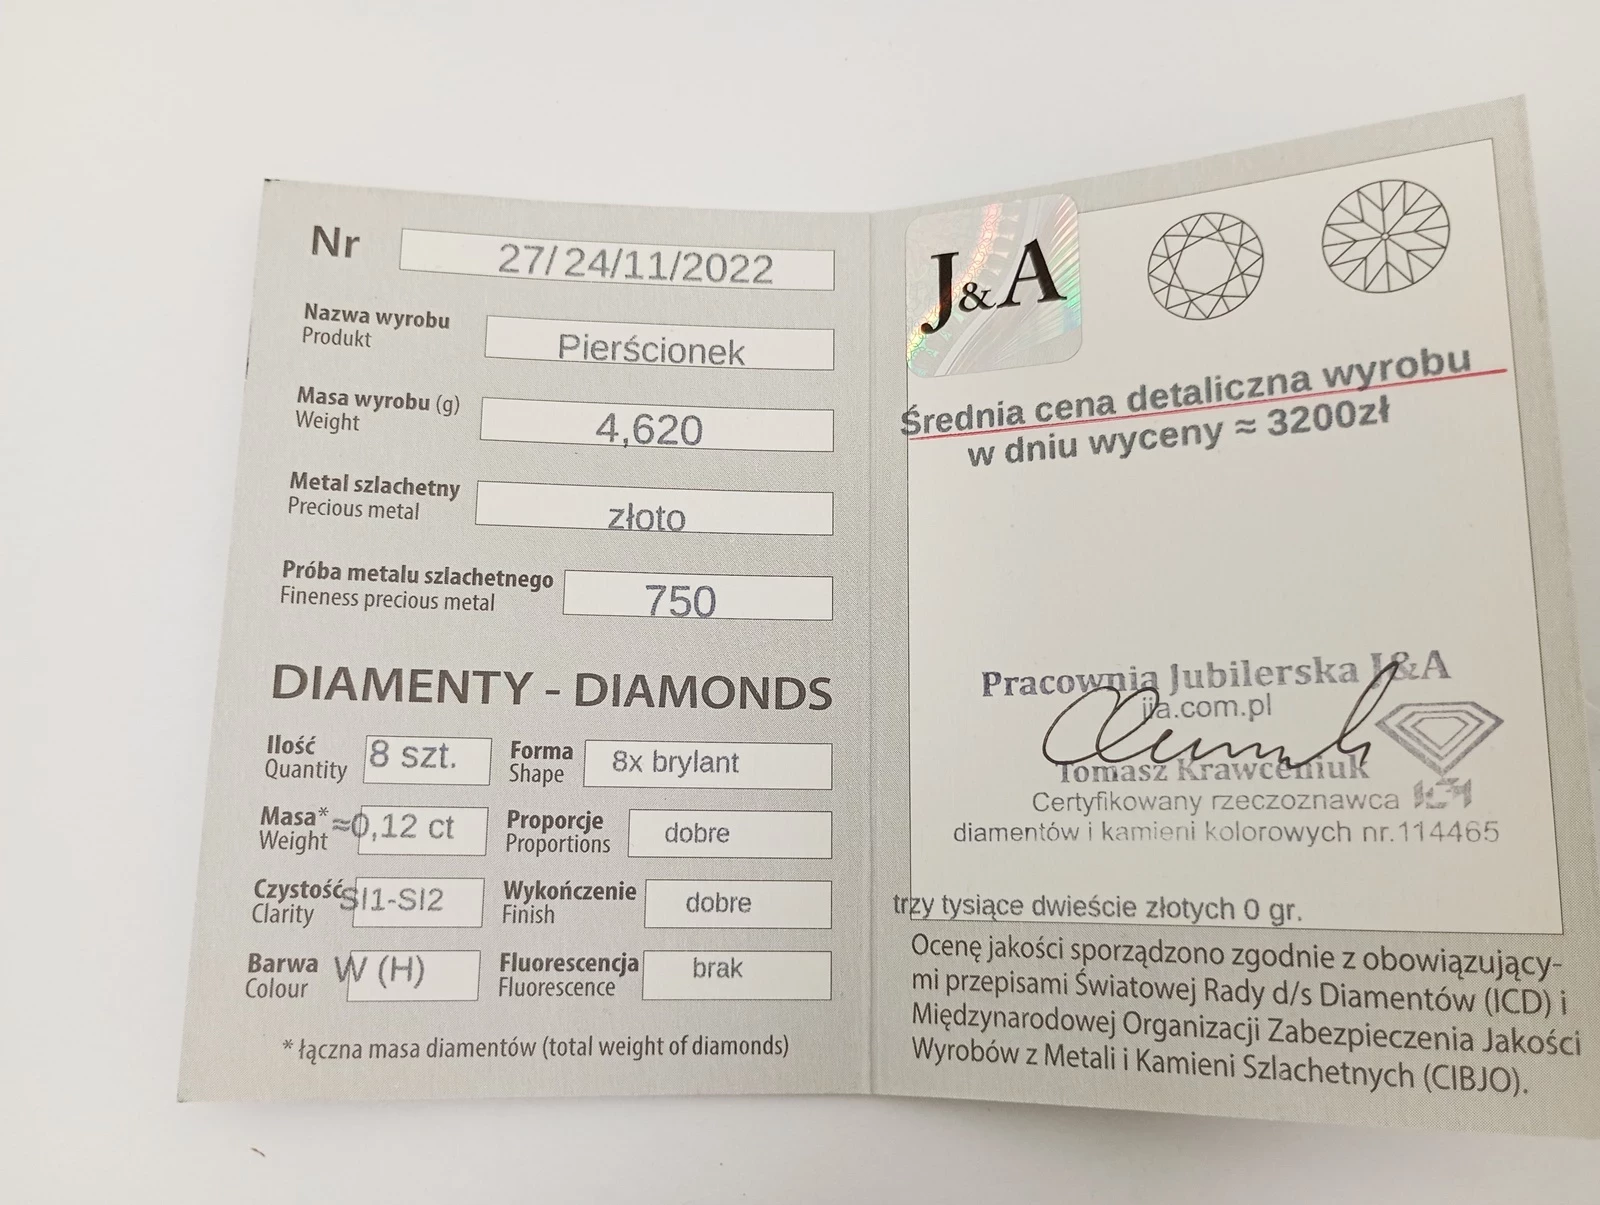 Nr 27/24/11/2022
Nazwa wyrobu
Produkt
Pierścionek
Masa wyrobu (g)
Weight
4,620
Metal szlachetny
Precious metal
złoto
Próba metalu szlachetnego
Fineness precious metal
750
DIAMENTY - DIAMONDS
Ilość
Quantity
8 szt.
Forma
Shape
8x brylant
Masa*
Weight
≈0,12 ct
Proporcje
Proportions
dobre
Czystość
Clarity
SI1-SI2
Wykończenie
Finish
dobre
Barwa
Colour
W (H)
Fluorescencja
Fluorescence
brak
* łączna masa diamentów (total weight of diamonds)
J&A
Średnia cena detaliczna wyrobu
w dniu wyceny ≈ 3200zł
Pracownia Jubilerska J&A
ija.com.pl
Tomasz Krawceniuk
Certyfikowany rzeczoznawca
diamentów i kamieni kolorowych nr.114465
trzy tysiące dwieście złotych 0 gr.
Ocenę jakości sporządzono zgodnie z obowiązujący-
mi przepisami Światowej Rady d/s Diamentów (ICD) i
Międzynarodowej Organizacji Zabezpieczenia Jakości
Wyrobów z Metali i Kamieni Szlachetnych (CIBJO).